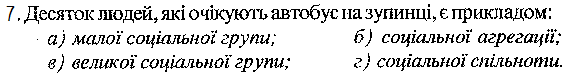 7. Десяток людей, які очікують автобус на зупинці, є прикладом:
а) малої соціальної групи; б) соціальної агрегації;
в) великої соціальної групи; г) соціальної спільноти.